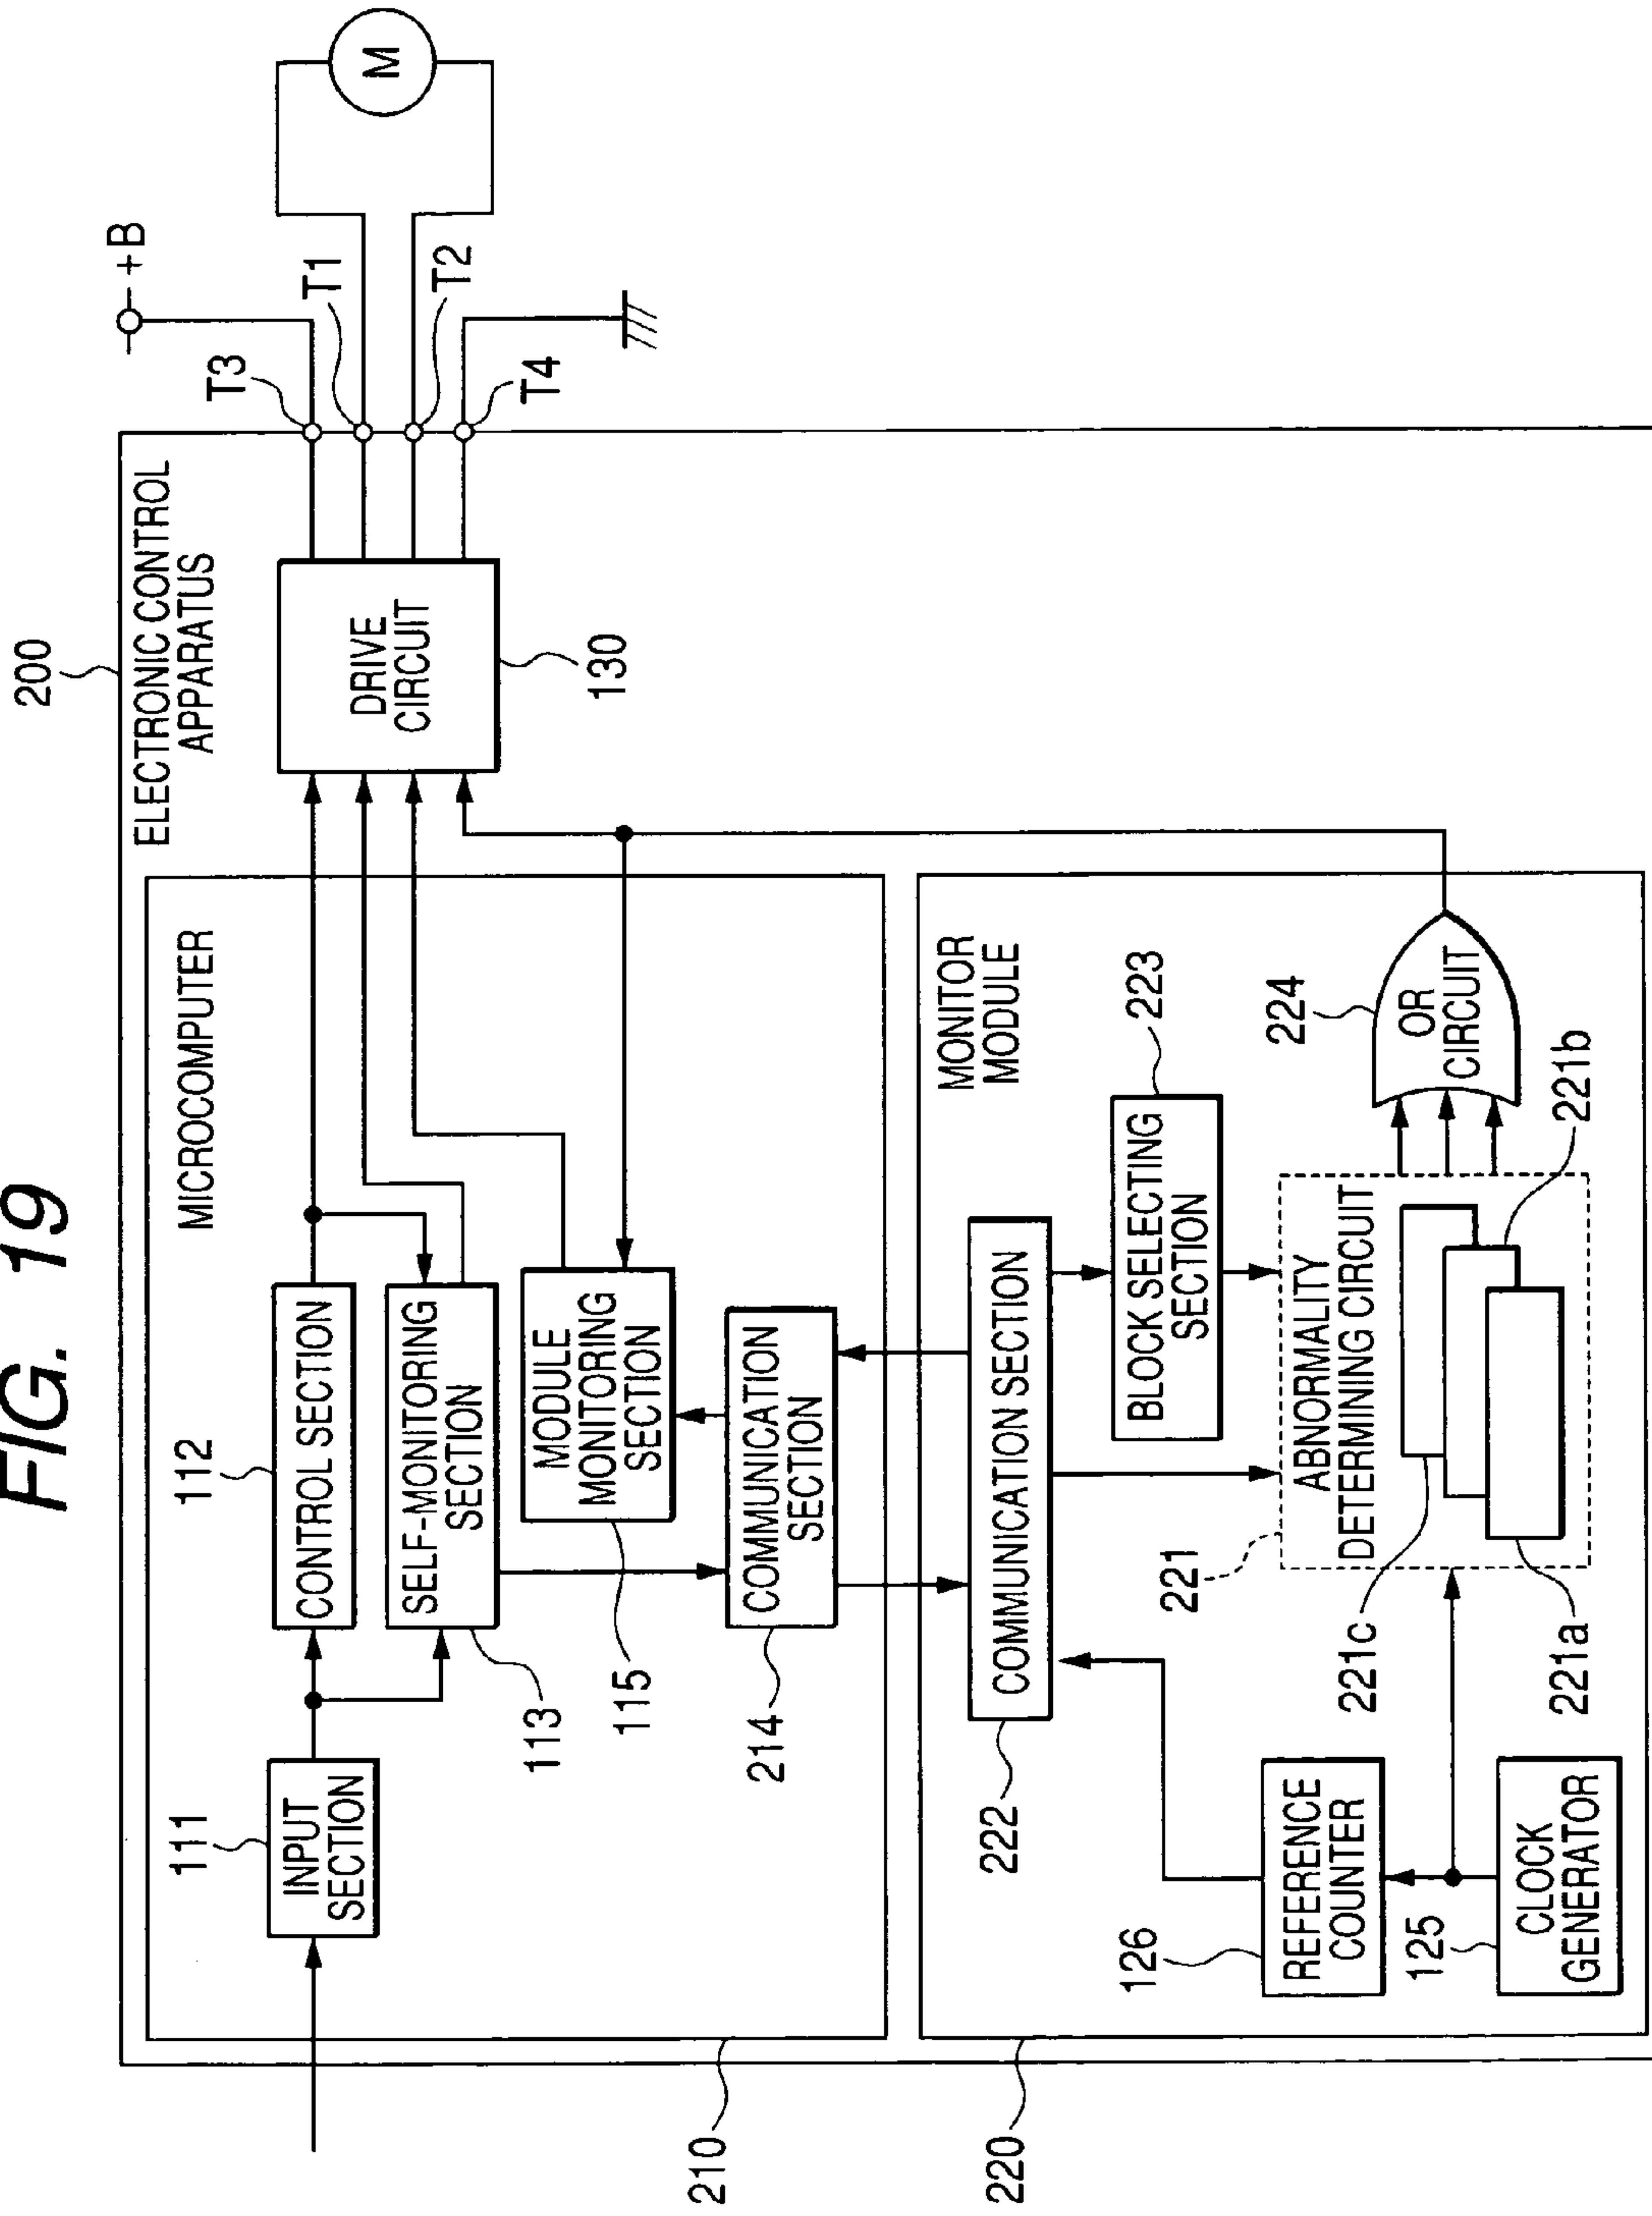 FIG. 19
200
ELECTRONIC CONTROL
APPARATUS
+B
T3
T1
T2
T4
M
MICROCOMPUTER
111
INPUT
SECTION
112
CONTROL SECTION
SELF-MONITORING
SECTION
113
MODULE
MONITORING
SECTION
115
COMMUNICATION
SECTION
214
DRIVE
CIRCUIT
130
210
MONITOR
MODULE
COMMUNICATION SECTION
222
BLOCK SELECTING
SECTION
223
221
ABNORMALITY
DETERMINING CIRCUIT
221c
221a
221b
224
OR
CIRCUIT
126
REFERENCE
COUNTER
125
CLOCK
GENERATOR
220